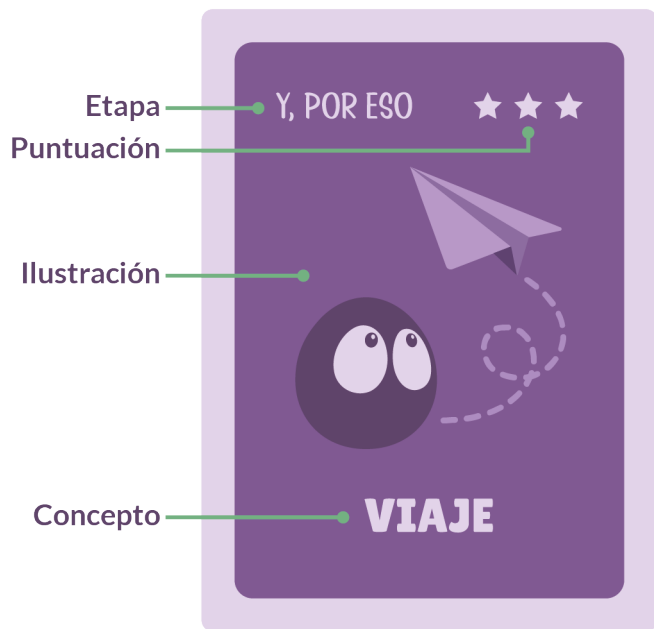 Etapa
Y, POR ESO
Puntuación
Ilustración
Concepto
VIAJE